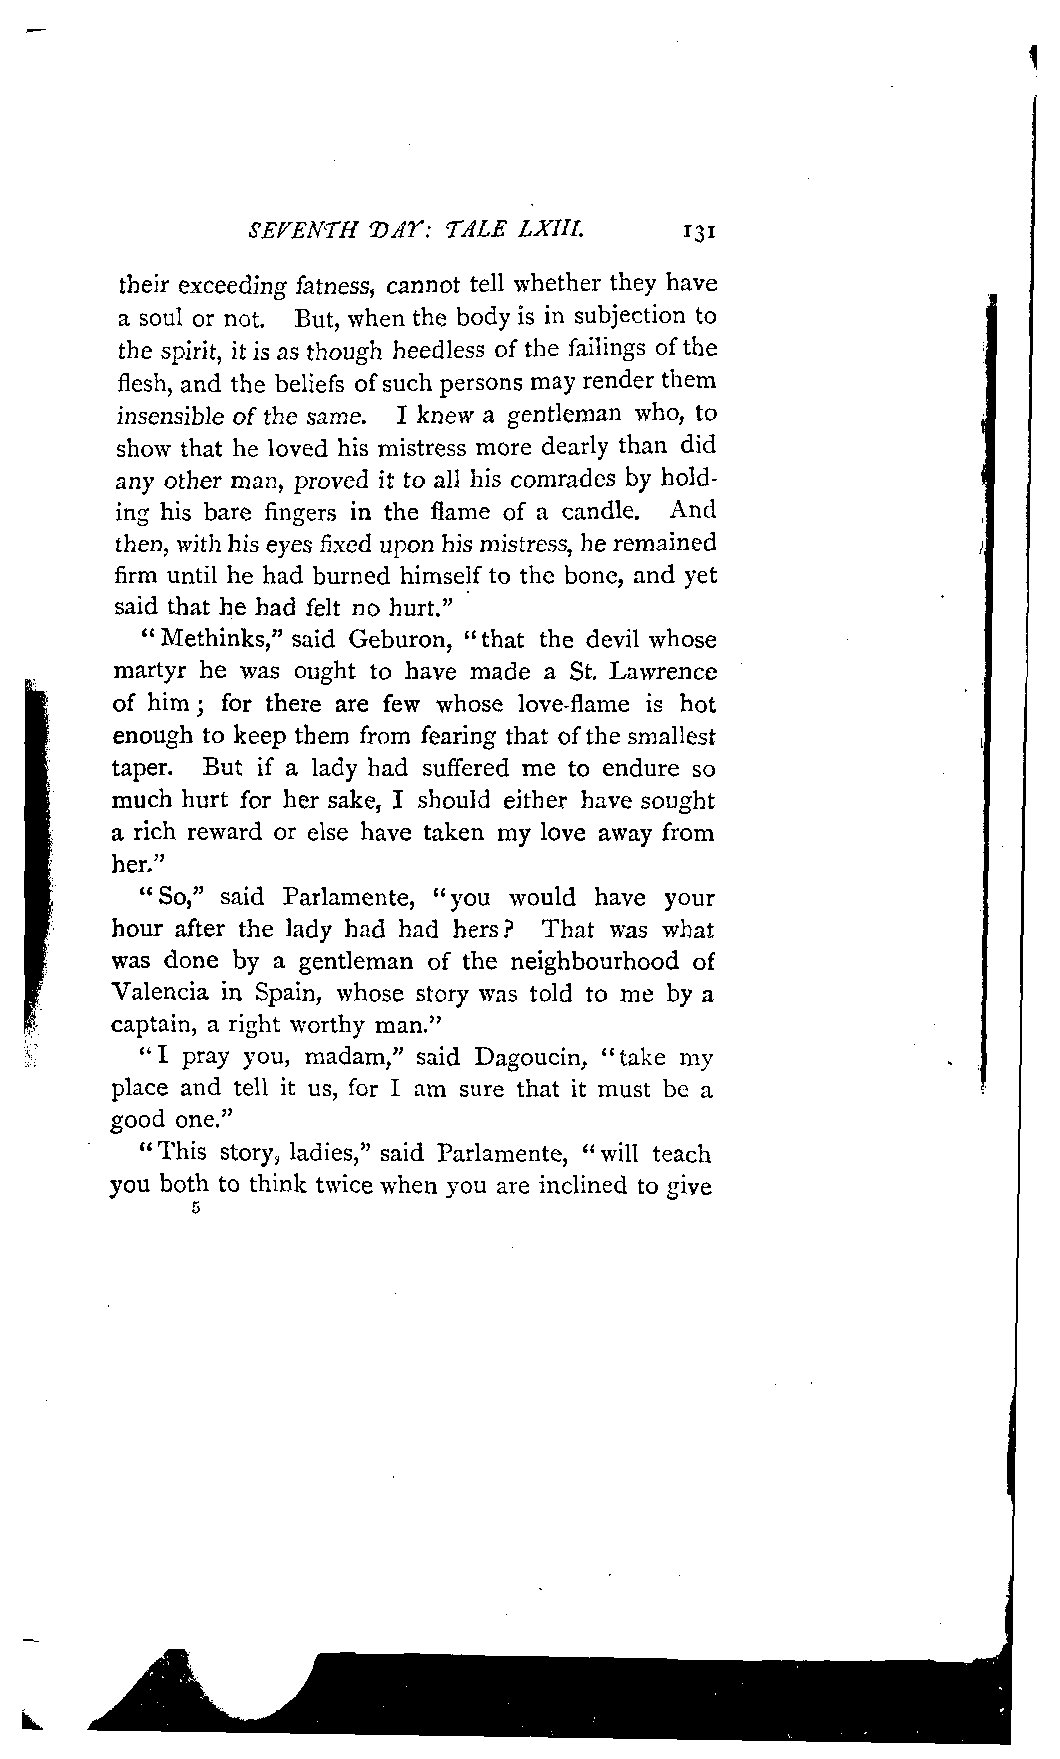 SEVENTH DAY: TALE LXIII. 131
their exceeding fatness, cannot tell whether they have
a soul or not. But, when the body is in subjection to
the spirit, it is as though heedless of the failings of the
flesh, and the beliefs of such persons may render them
insensible of the same. I knew a gentleman who, to
show that he loved his mistress more dearly than did
any other man, proved it to all his comrades by hold-
ing his bare fingers in the flame of a candle. And
then, with his eyes fixed upon his mistress, he remained
firm until he had burned himself to the bone, and yet
said that he had felt no hurt.”
“Methinks,” said Geburon, “that the devil whose
martyr he was ought to have made a St. Lawrence
of him; for there are few whose love-flame is hot
enough to keep them from fearing that of the smallest
taper. But if a lady had suffered me to endure so
much hurt for her sake, I should either have sought
a rich reward or else have taken my love away from
her.”
“So,” said Parlamente, “you would have your
hour after the lady had had hers? That was what
was done by a gentleman of the neighbourhood of
Valencia in Spain, whose story was told to me by a
captain, a right worthy man.”
“I pray you, madam,” said Dagoucin, “take my
place and tell it us, for I am sure that it must be a
good one.”
“This story, ladies,” said Parlamente, “will teach
you both to think twice when you are inclined to give
5